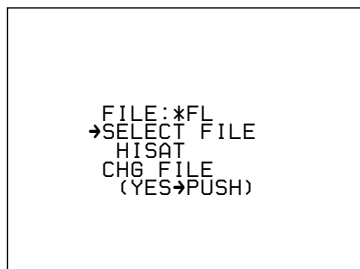 FILE:*FL
→SELECT FILE
HISAT
CHG FILE
(YES→PUSH)